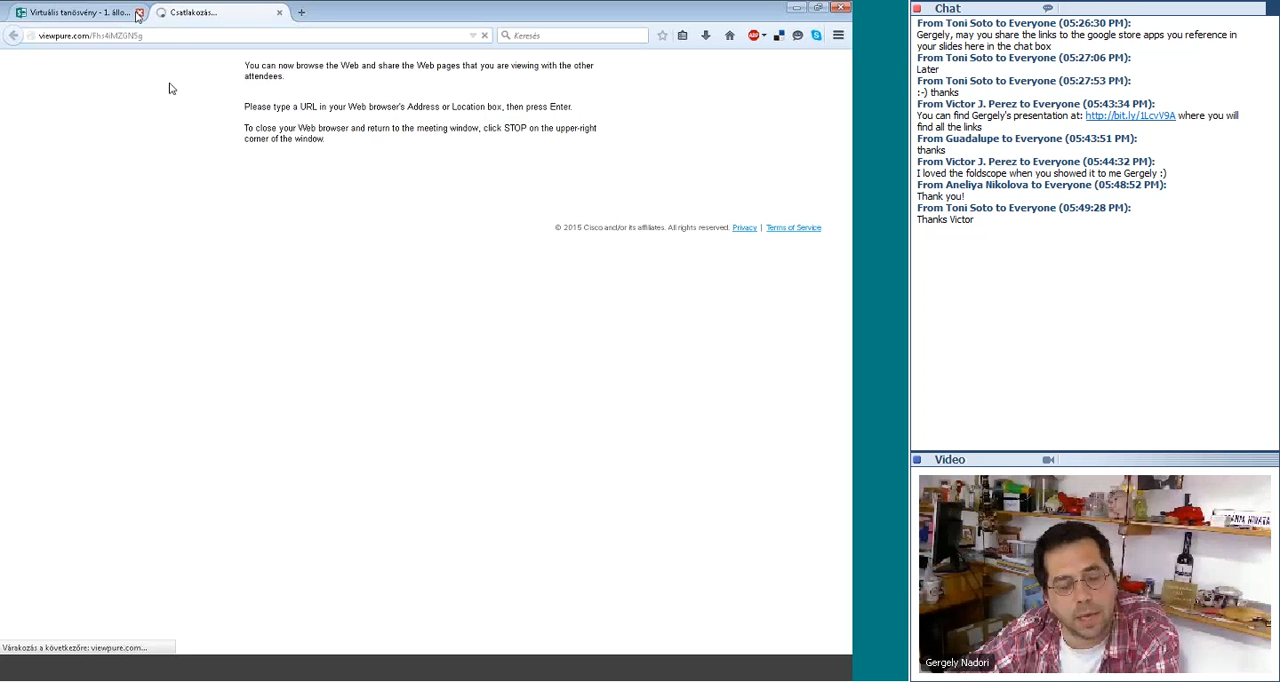 Virtuális tanösvény - 1. állo...
Csatlakozás...
viewpure.com/Fhs4iMZGN5g
Keresés
ABP
You can now browse the Web and share the Web pages that you are viewing with the other
attendees.
Please type a URL in your Web browser's Address or Location box, then press Enter.
To close your Web browser and return to the meeting window, click STOP on the upper-right
corner of the window.
© 2015 Cisco and/or its affiliates. All rights reserved. Privacy | Terms of Service
Várakozás a következőre: viewpure.com...
Chat
From Toni Soto to Everyone (05:26:30 PM):
Gergely, may you share the links to the google store apps you reference in
your slides here in the chat box
From Toni Soto to Everyone (05:27:06 PM):
Later
From Toni Soto to Everyone (05:27:53 PM):
:-) thanks
From Victor J. Perez to Everyone (05:43:34 PM):
You can find Gergely's presentation at: http://bit.ly/1LcvV9A where you will
find all the links
From Guadalupe to Everyone (05:43:51 PM):
thanks
From Victor J. Perez to Everyone (05:44:32 PM):
I loved the foldscope when you showed it to me Gergely :)
From Aneliya Nikolova to Everyone (05:48:52 PM):
Thank you!
From Toni Soto to Everyone (05:49:28 PM):
Thanks Victor
Video
Gergely Nadori